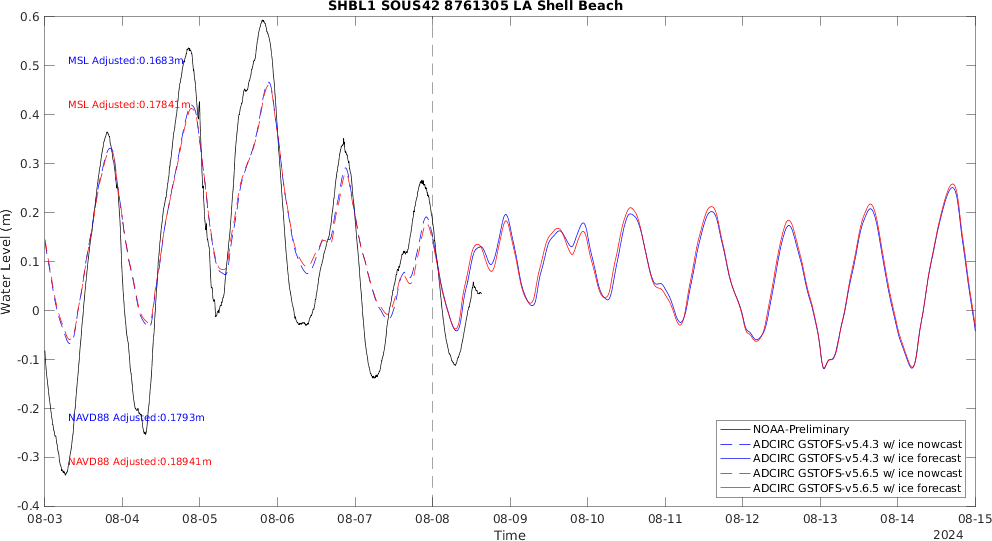 SHBL1 SOUS42 8761305 LA Shell Beach
0.6
0.5
0.4
0.3
0.2
0.1
0
-0.1
-0.2
-0.3
-0.4
Water Level (m)
MSL Adjusted:0.1683m
MSL Adjusted:0.17841m
NAVD88 Adjusted:0.1793m
NAVD88 Adjusted:0.18941m
NOAA-Preliminary
ADCIRC GSTOFS-v5.4.3 w/ ice nowcast
ADCIRC GSTOFS-v5.4.3 w/ ice forecast
ADCIRC GSTOFS-v5.6.5 w/ ice nowcast
ADCIRC GSTOFS-v5.6.5 w/ ice forecast
08-03 08-04 08-05 08-06 08-07 08-08 08-09 08-10 08-11 08-12 08-13 08-14 08-15
Time
2024